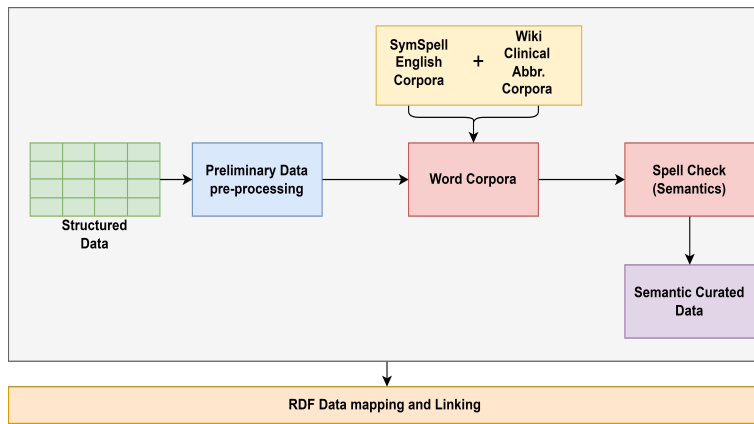 SymSpell
English
Corpora
+
Wiki
Clinical
Abbr.
Corpora
Structured
Data
Preliminary Data
pre-processing
Word Corpora
Spell Check
(Semantics)
Semantic Curated
Data
RDF Data mapping and Linking